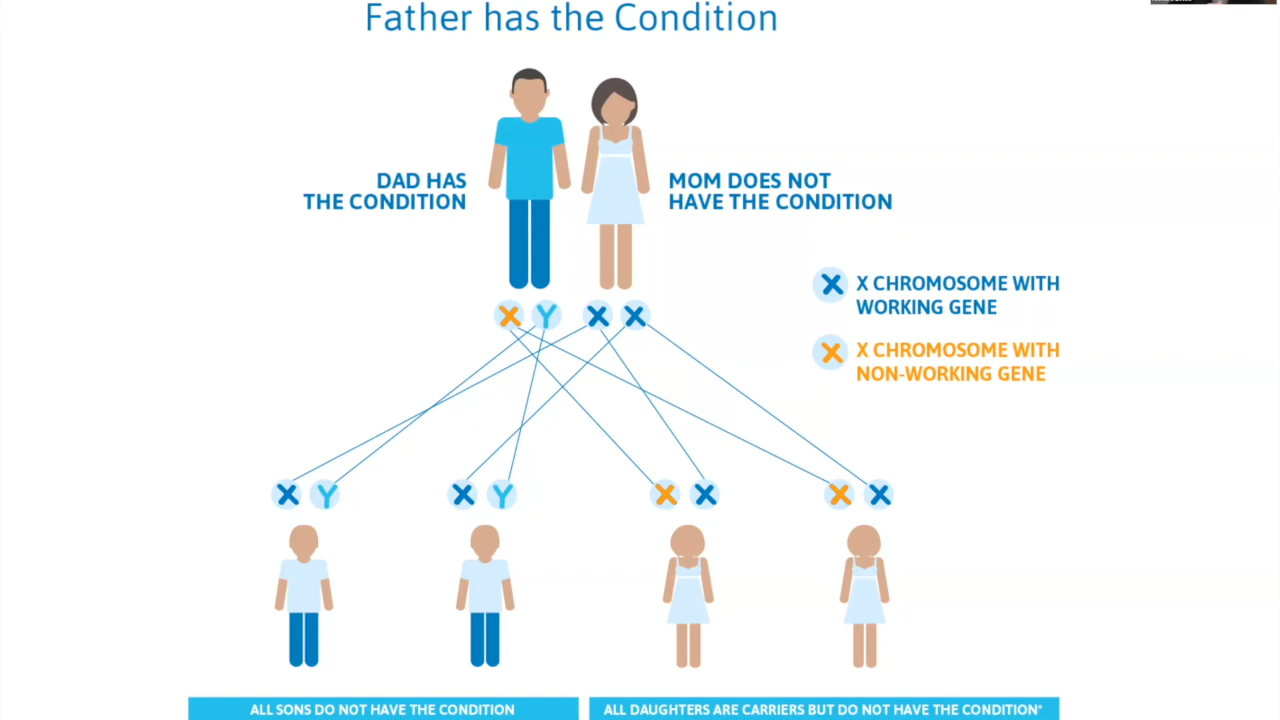 Father has the Condition
DAD HAS
THE CONDITION
MOM DOES NOT
HAVE THE CONDITION
X CHROMOSOME WITH
WORKING GENE
X CHROMOSOME WITH
NON-WORKING GENE
X Y X X
X Y X Y X X X X
ALL SONS DO NOT HAVE THE CONDITION
ALL DAUGHTERS ARE CARRIERS BUT DO NOT HAVE THE CONDITION*